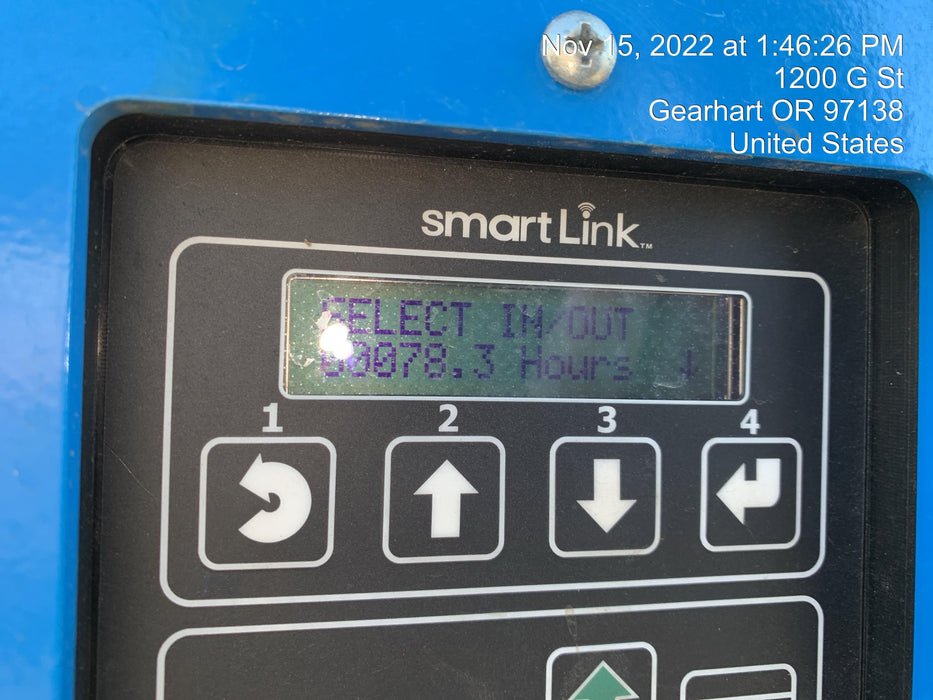 Nov 15, 2022 at 1:46:26 PM
1200 G St
Gearhart OR 97138
United States
smartLink™
SELECT IN/OUT
00078.3 Hours ↓
1 2 3 4